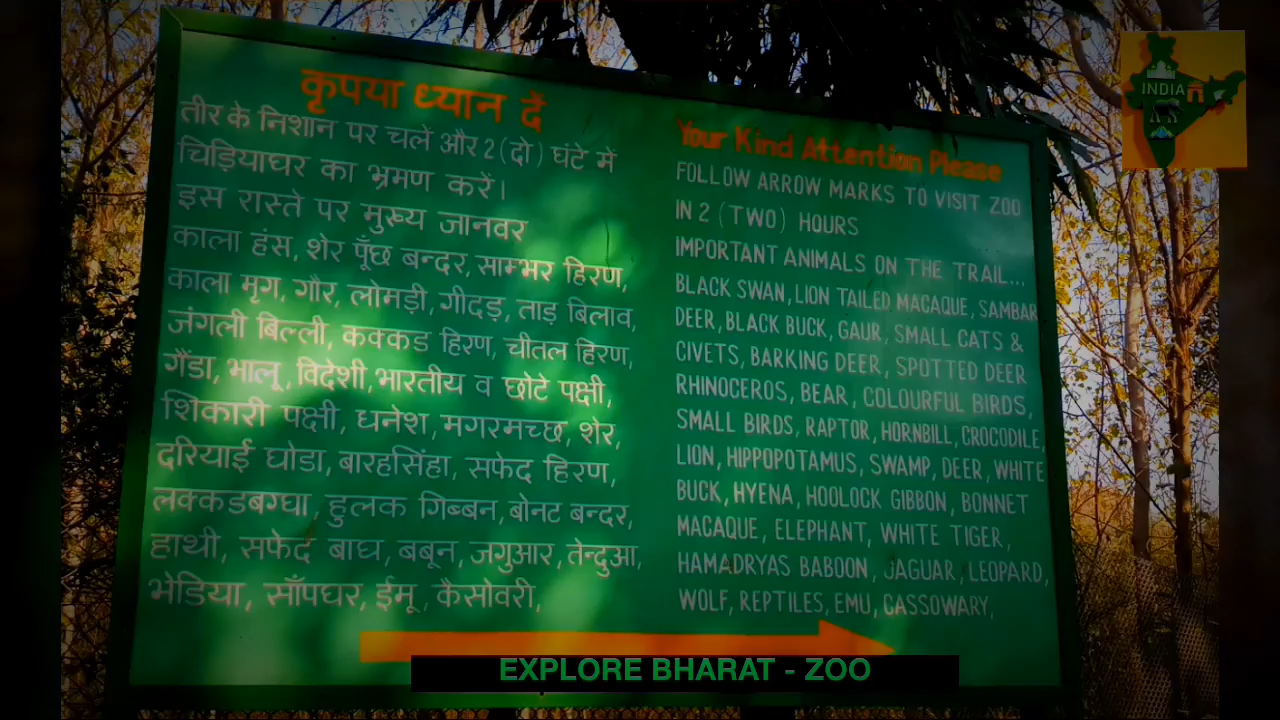 कृपया ध्यान दें
तीर के निशान पर चलें और 2 (दो) घंटे में
चिड़ियाघर का भ्रमण करें।
इस रास्ते पर मुख्य जानवर
काला हंस, शेर पूँछ बन्दर, साम्भर हिरण,
काला मृग, गौर, लोमड़ी, गीदड़, ताड़ बिलाव,
जंगली बिल्ली, कक्कड हिरण, चीतल हिरण,
गैंडा, भालू, विदेशी, भारतीय व छोटे पक्षी,
शिकारी पक्षी, धनेश, मगरमच्छ, शेर,
दरियाई घोडा, बारहसिंहा, सफेद हिरण,
लक्कडबग्घा, हुलक गिब्बन, बोनट बन्दर,
हाथी, सफेद बाघ, बबून, जगुआर, तेन्दुआ,
भेडिया, साँपघर, ईमू, कैसोवरी,
Your Kind Attention Please
FOLLOW ARROW MARKS TO VISIT ZOO
IN 2 (TWO) HOURS
IMPORTANT ANIMALS ON THE TRAIL...
BLACK SWAN, LION TAILED MACAQUE, SAMBAR
DEER, BLACK BUCK, GAUR, SMALL CATS &
CIVETS, BARKING DEER, SPOTTED DEER
RHINOCEROS, BEAR, COLOURFUL BIRDS,
SMALL BIRDS, RAPTOR, HORNBILL, CROCODILE,
LION, HIPPOPOTAMUS, SWAMP, DEER, WHITE
BUCK, HYENA, HOOLOCK GIBBON, BONNET
MACAQUE, ELEPHANT, WHITE TIGER,
HAMADRYAS BABOON, JAGUAR, LEOPARD,
WOLF, REPTILES, EMU, CASSOWARY,
INDIA
EXPLORE BHARAT - ZOO